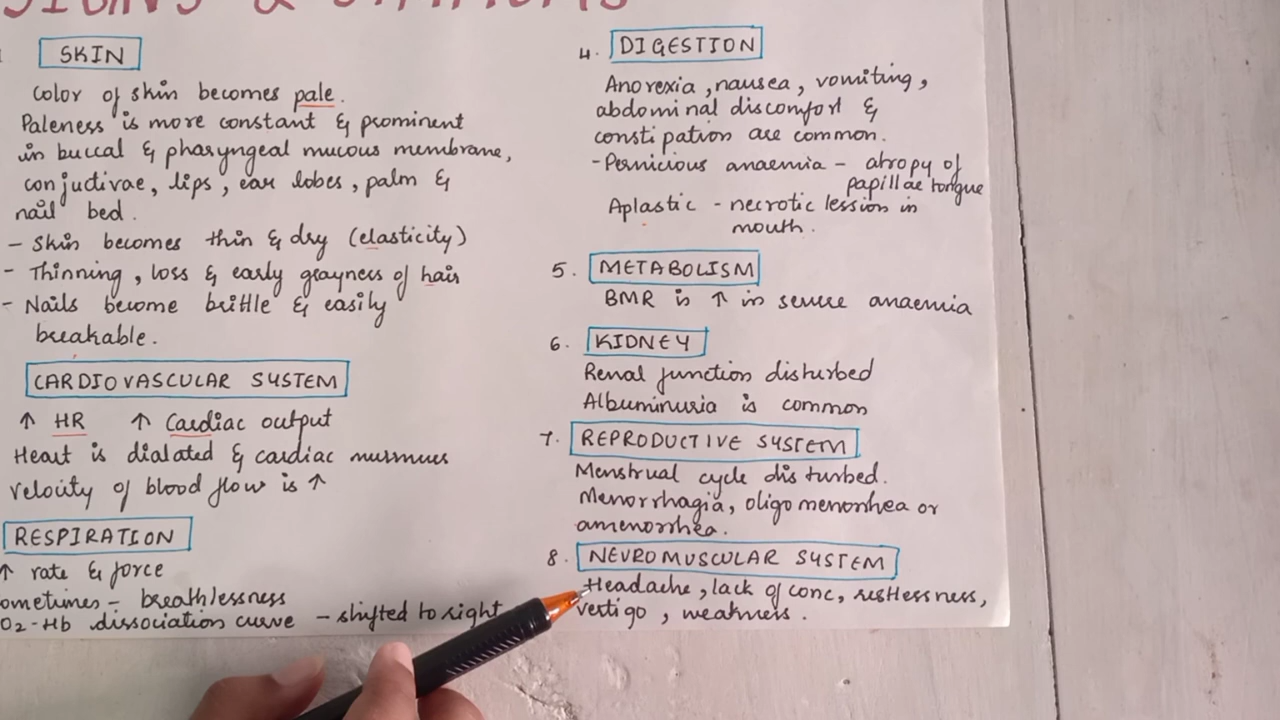 SIGNS & SYMPTOMS
SKIN
Color of skin becomes pale.
Paleness is more constant & prominent
in buccal & pharyngeal mucous membrane,
conjuctivae, lips, ear lobes, palm &
nail bed.
- Skin becomes thin & dry (elasticity)
- Thinning, loss & early grayness of hair
- Nails become brittle & easily
breakable.
CARDIOVASCULAR SYSTEM
↑ HR ↑ Cardiac output
Heart is dialated & cardiac murmurs
velocity of blood flow is ↑
RESPIRATION
↑ rate & force
ometimes - breathlessness
O2-Hb dissociation curve - shifted to right
4. DIGESTION
Anorexia, nausea, vomiting,
abdominal discomfort &
constipation are common.
- Pernicious anaemia - atropy of
papillae tongue
Aplastic - necrotic lession in
mouth.
5. METABOLISM
BMR is ↑ in severe anaemia
6. KIDNEY
Renal function disturbed
Albuminuria is common
7. REPRODUCTIVE SYSTEM
Menstrual cycle disturbed.
Menorrhagia, oligomenorrhea or
amenorrhea.
8. NEUROMUSCULAR SYSTEM
Headache, lack of conc, restlessness,
vertigo, weakness.